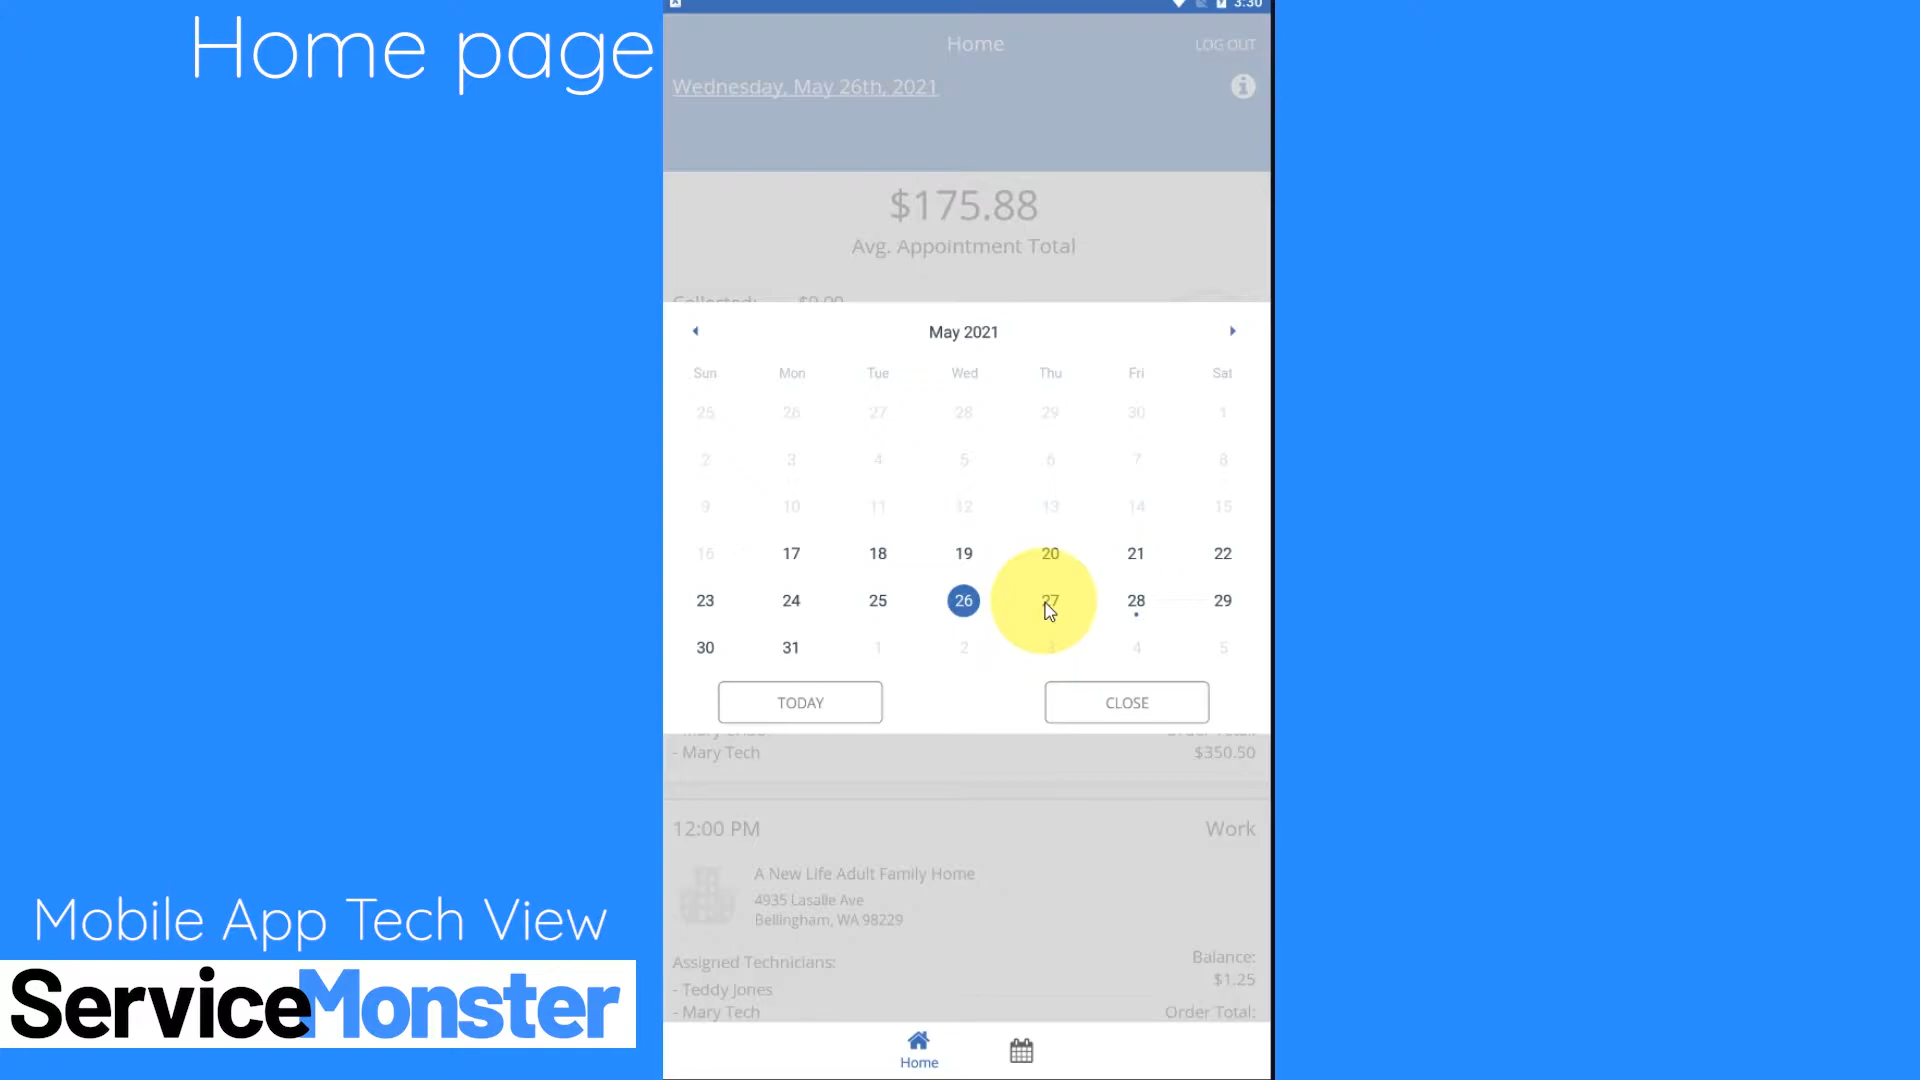 Home page
3:30
Home
LOG OUT
Wednesday, May 26th, 2021
$175.88
Avg. Appointment Total
Collected: $0.00
May 2021
Sun Mon Tue Wed Thu Fri Sat
25 26 27 28 29 30 1
2 3 4 5 6 7 8
9 10 11 12 13 14 15
16 17 18 19 20 21 22
23 24 25 26 27 28 29
30 31 1 2 3 4 5
TODAY
CLOSE
- Mary Tech
$350.50
12:00 PM
Work
A New Life Adult Family Home
4935 Lasalle Ave
Bellingham, WA 98229
Assigned Technicians:
Balance:
$1.25
- Teddy Jones
- Mary Tech
Order Total:
Home
Mobile App Tech View
ServiceMonster